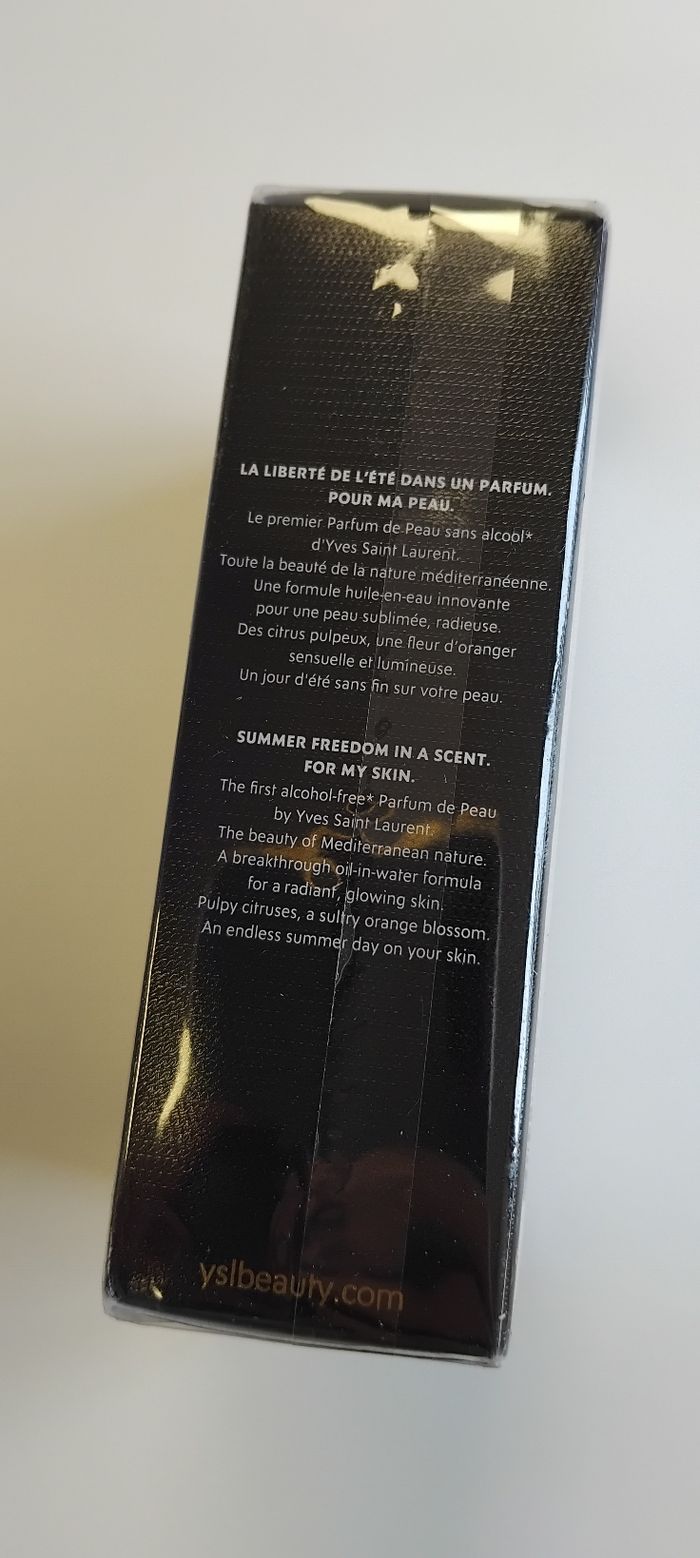 LA LIBERTÉ DE L'ÉTÉ DANS UN PARFUM.
POUR MA PEAU.
Le premier Parfum de Peau sans alcool*
d'Yves Saint Laurent.
Toute la beauté de la nature méditerranéenne.
Une formule huile-en-eau innovante
pour une peau sublimée, radieuse.
Des citrus pulpeux, une fleur d'oranger
sensuelle et lumineuse.
Un jour d'été sans fin sur votre peau.
SUMMER FREEDOM IN A SCENT.
FOR MY SKIN.
The first alcohol-free* Parfum de Peau
by Yves Saint Laurent.
The beauty of Mediterranean nature.
A breakthrough oil-in-water formula
for a radiant, glowing skin.
Pulpy citruses, a sultry orange blossom.
An endless summer day on your skin.
yslbeauty.com